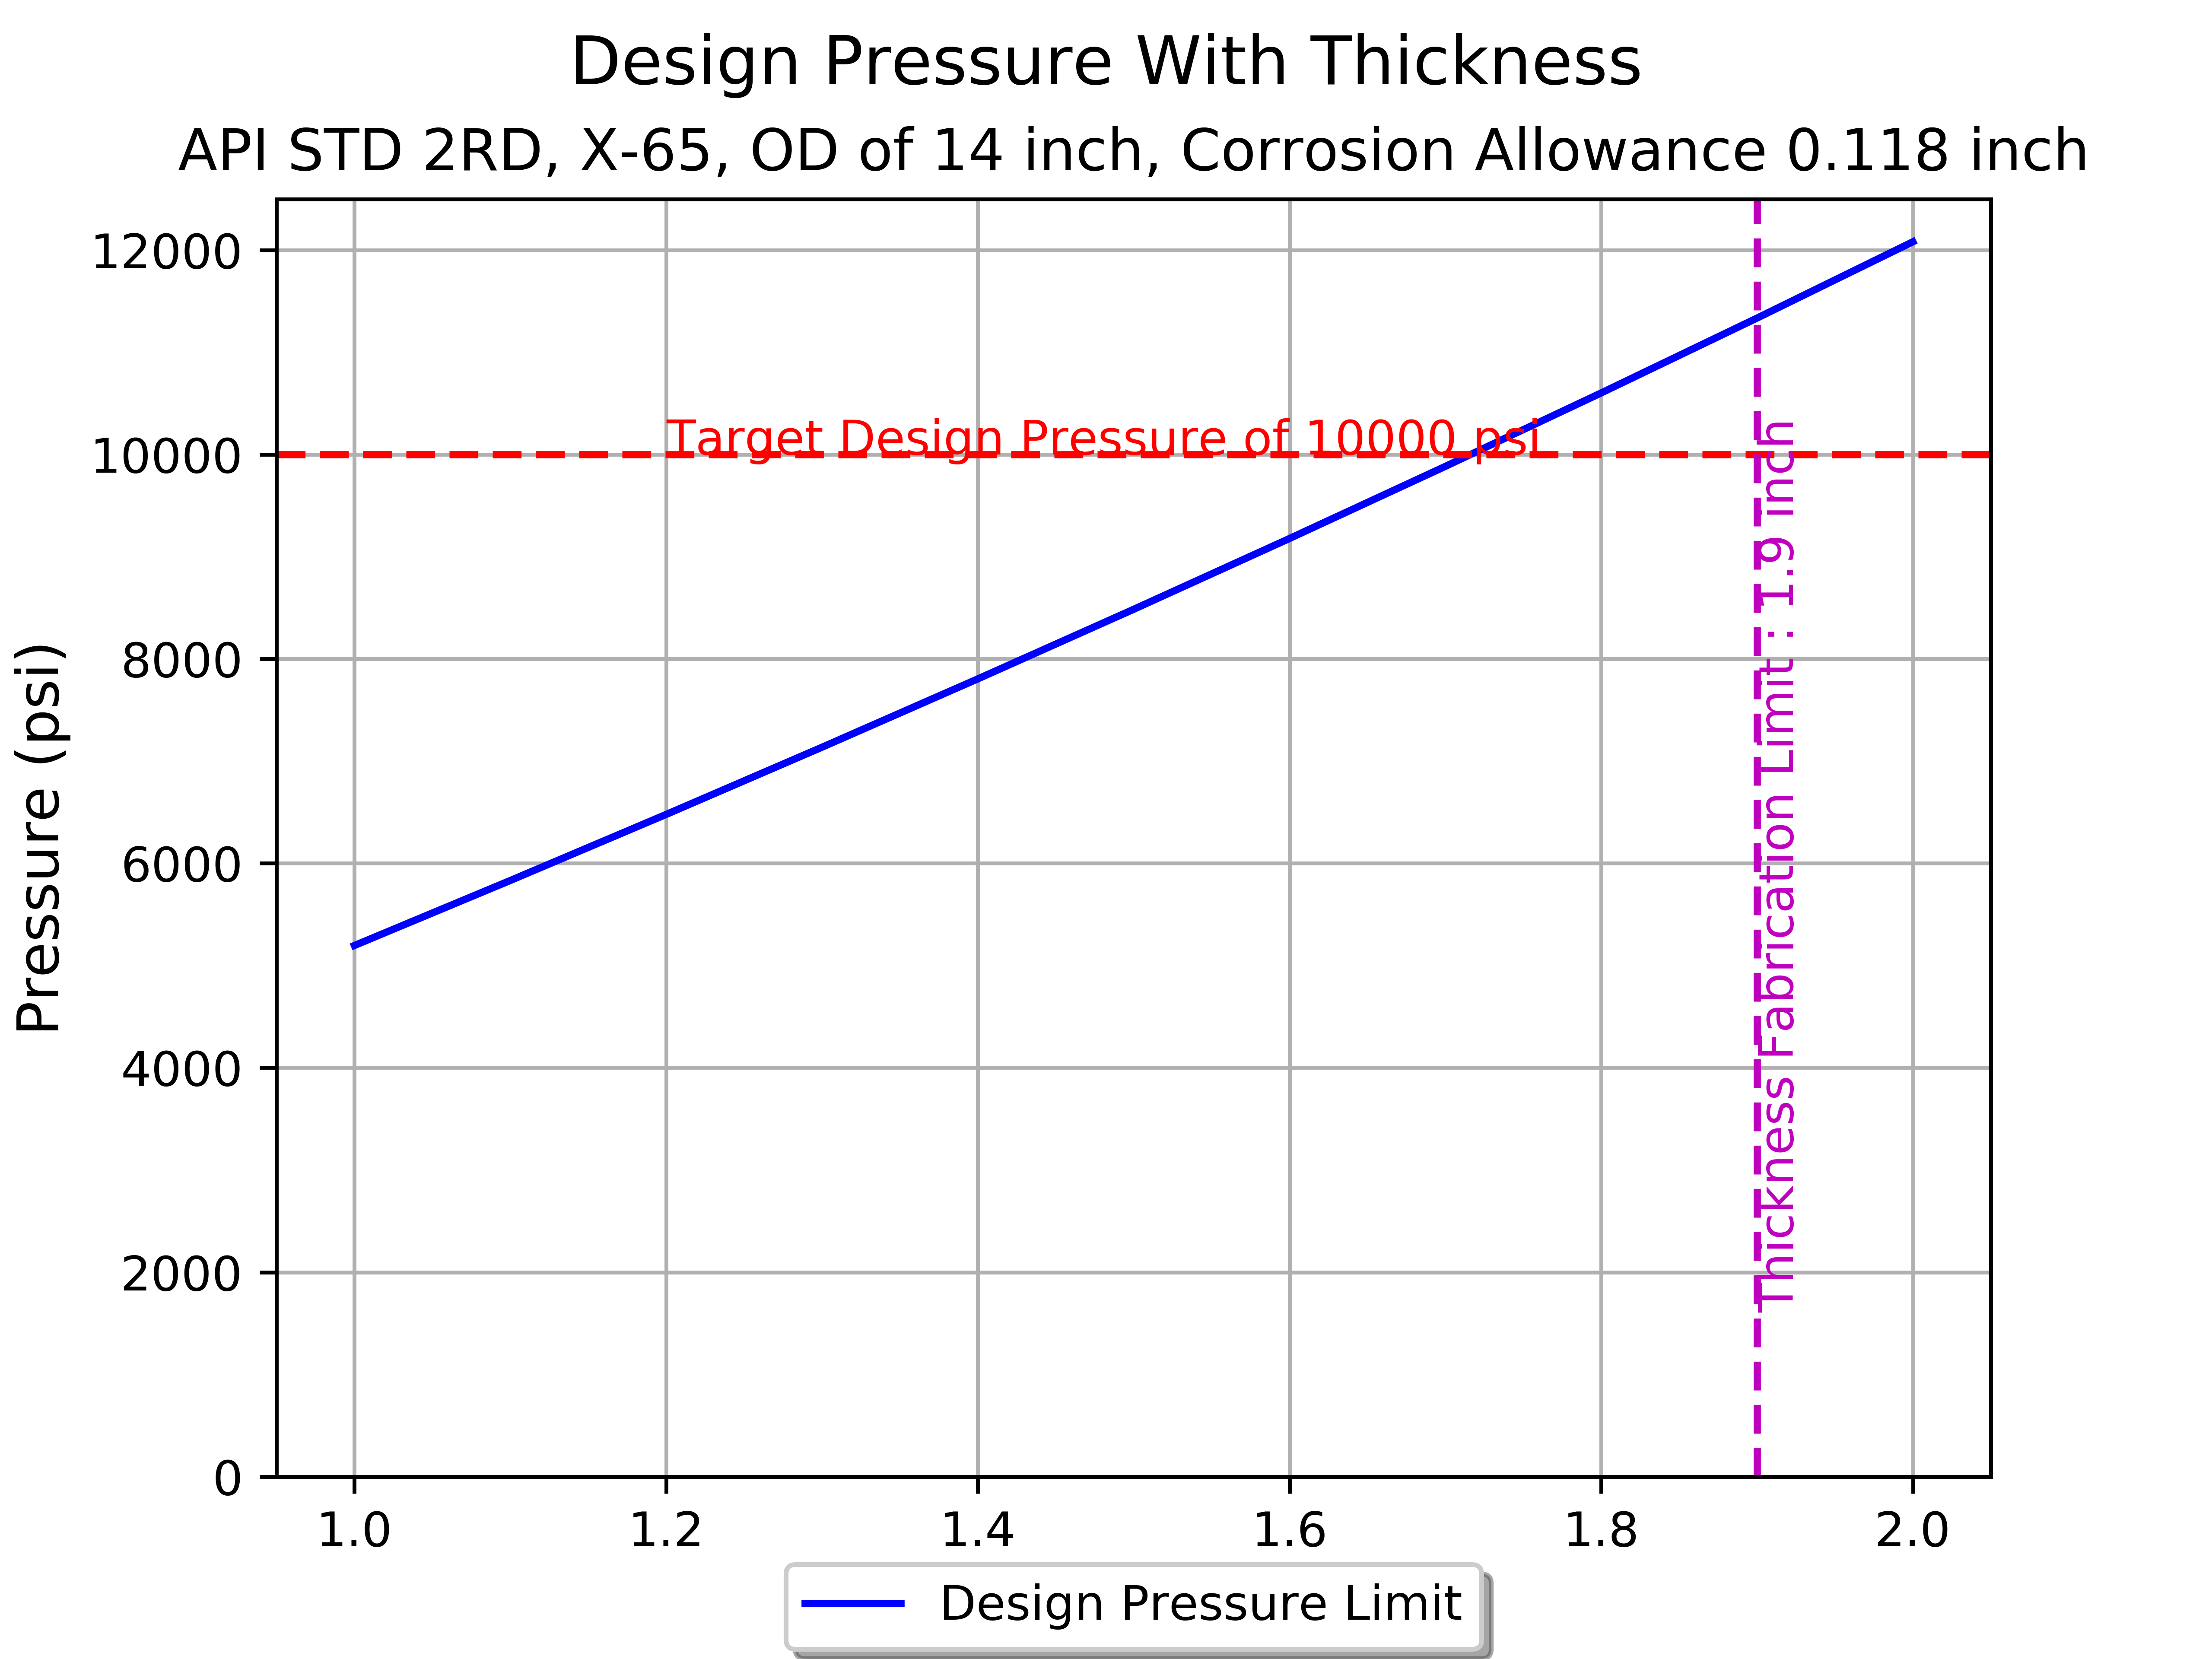 Design Pressure With Thickness
API STD 2RD, X-65, OD of 14 inch, Corrosion Allowance 0.118 inch
12000
10000
8000
6000
4000
2000
0
Pressure (psi)
Target Design Pressure of 10000 psi
Thickness Fabrication Limit : 1.9 inch
1.0 1.2 1.4 1.6 1.8 2.0
Design Pressure Limit